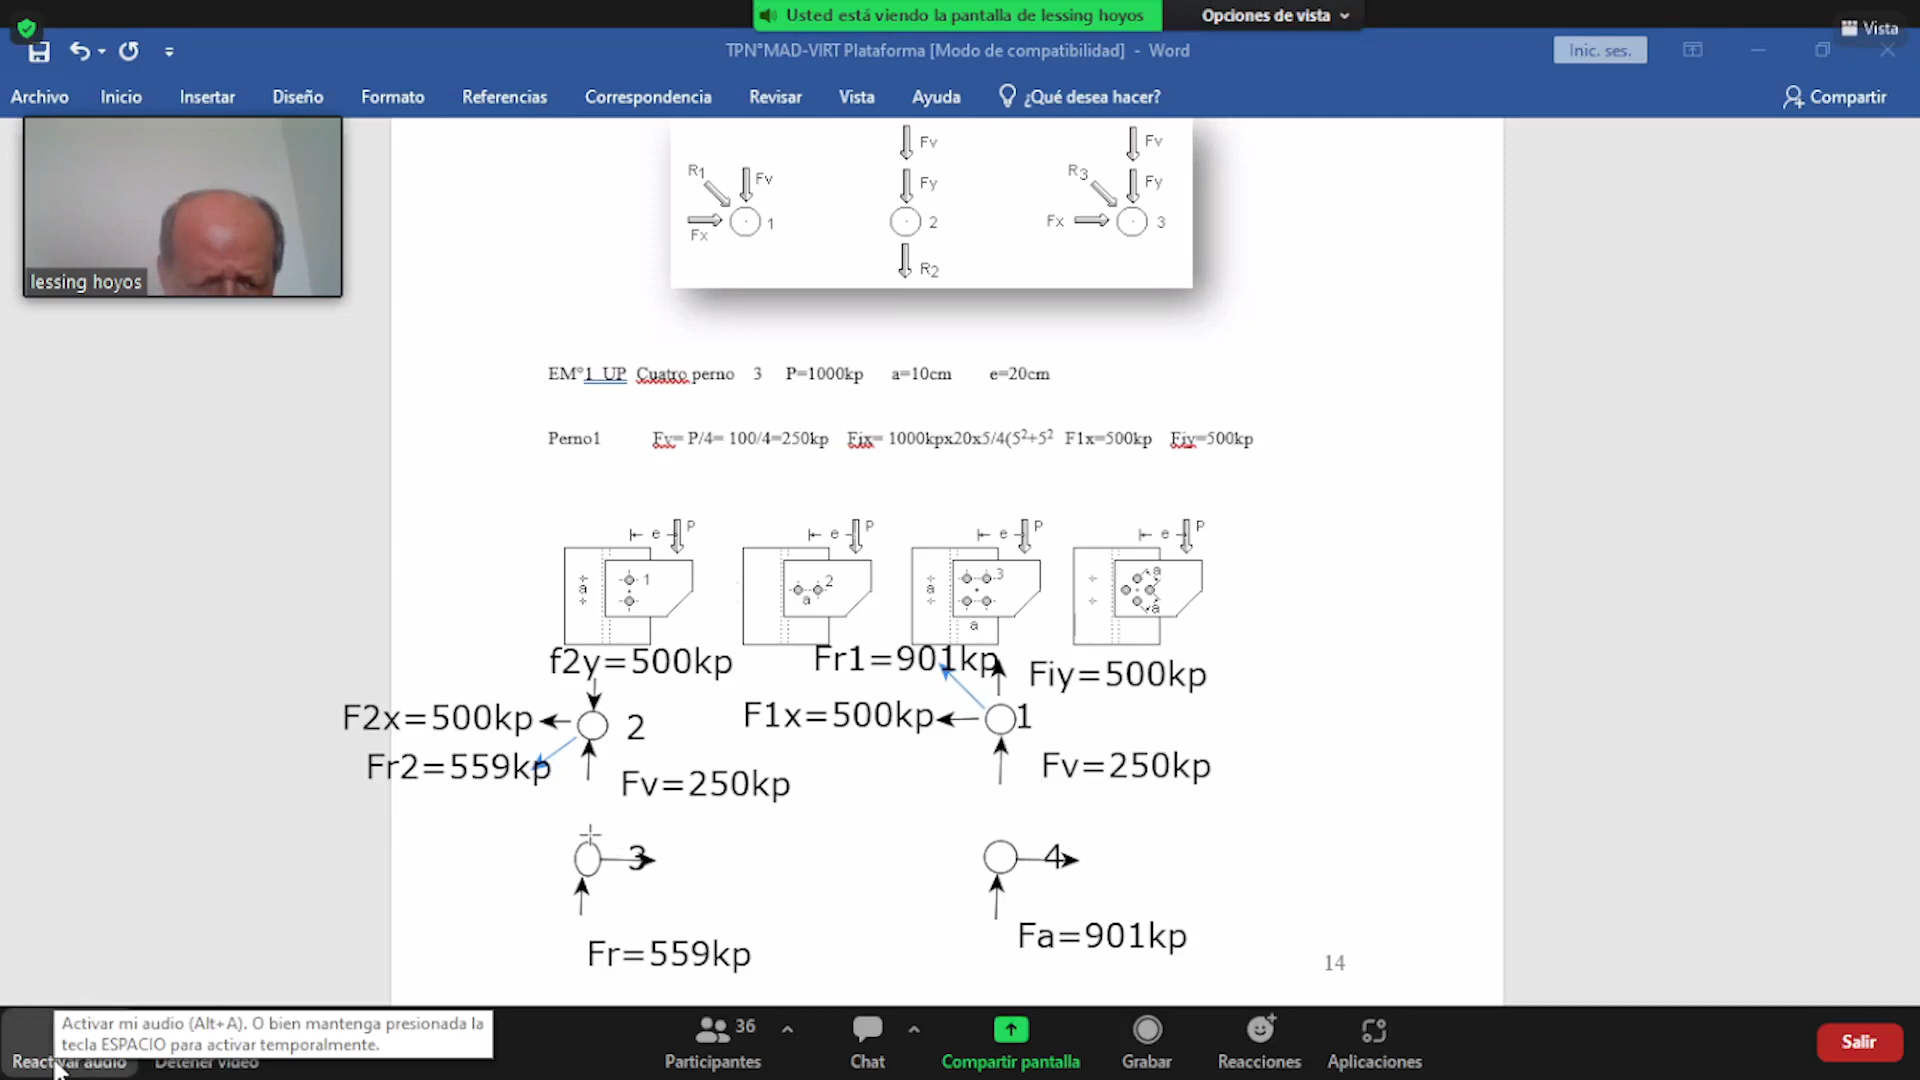 Usted está viendo la pantalla de lessing hoyos
Opciones de vista
Vista
TPN°MAD-VIRT Plataforma [Modo de compatibilidad] - Word
Inic. ses.
Archivo Inicio Insertar Diseño Formato Referencias Correspondencia Revisar Vista Ayuda ¿Qué desea hacer? Compartir
lessing hoyos
R1 Fv Fx 1
Fv Fy 2 R2
Fv R3 Fy Fx 3
EM°1 UP Cuatro perno 3 P=1000kp a=10cm e=20cm
Perno1 Fv= P/4= 100/4=250kp Fix= 1000kpx20x5/4(5²+5² F1x=500kp Fiy=500kp
e P e P e P e P
a 1 a 2 a 3 a a a
f2y=500kp Fr1=901kp Fiy=500kp
F2x=500kp 2 F1x=500kp 1
Fr2=559kp Fv=250kp Fv=250kp
3 4
Fr=559kp Fa=901kp
14
Activar mi audio (Alt+A). O bien mantenga presionada la
tecla ESPACIO para activar temporalmente.
Reactivar audio Detener video
36
Participantes Chat Compartir pantalla Grabar Reacciones Aplicaciones
Salir